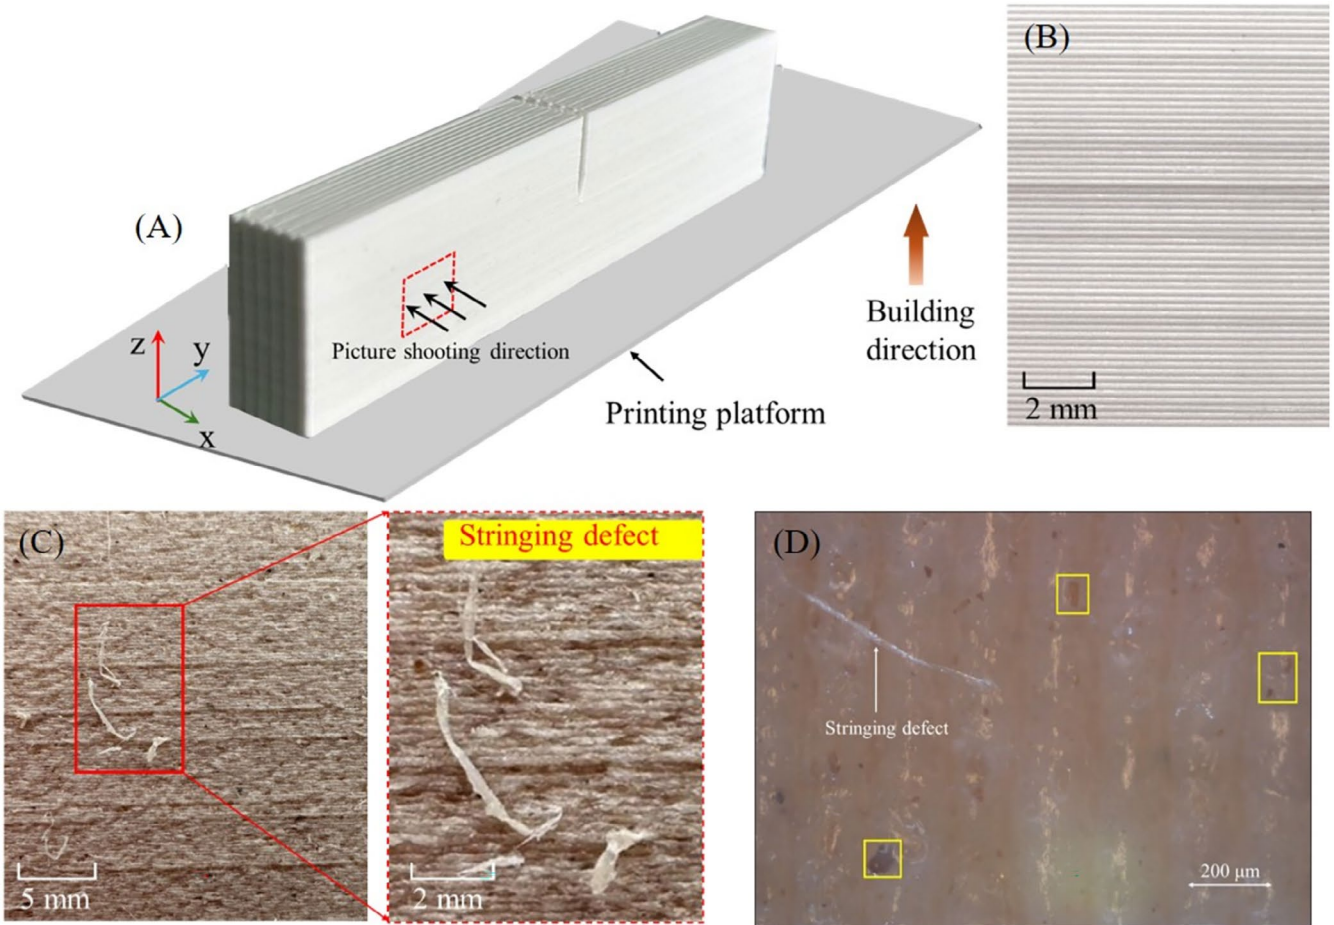 (A)
z
y
x
Picture shooting direction
Printing platform
Building
direction
(B)
2 mm
(C)
5 mm
Stringing defect
2 mm
(D)
Stringing defect
200 μm